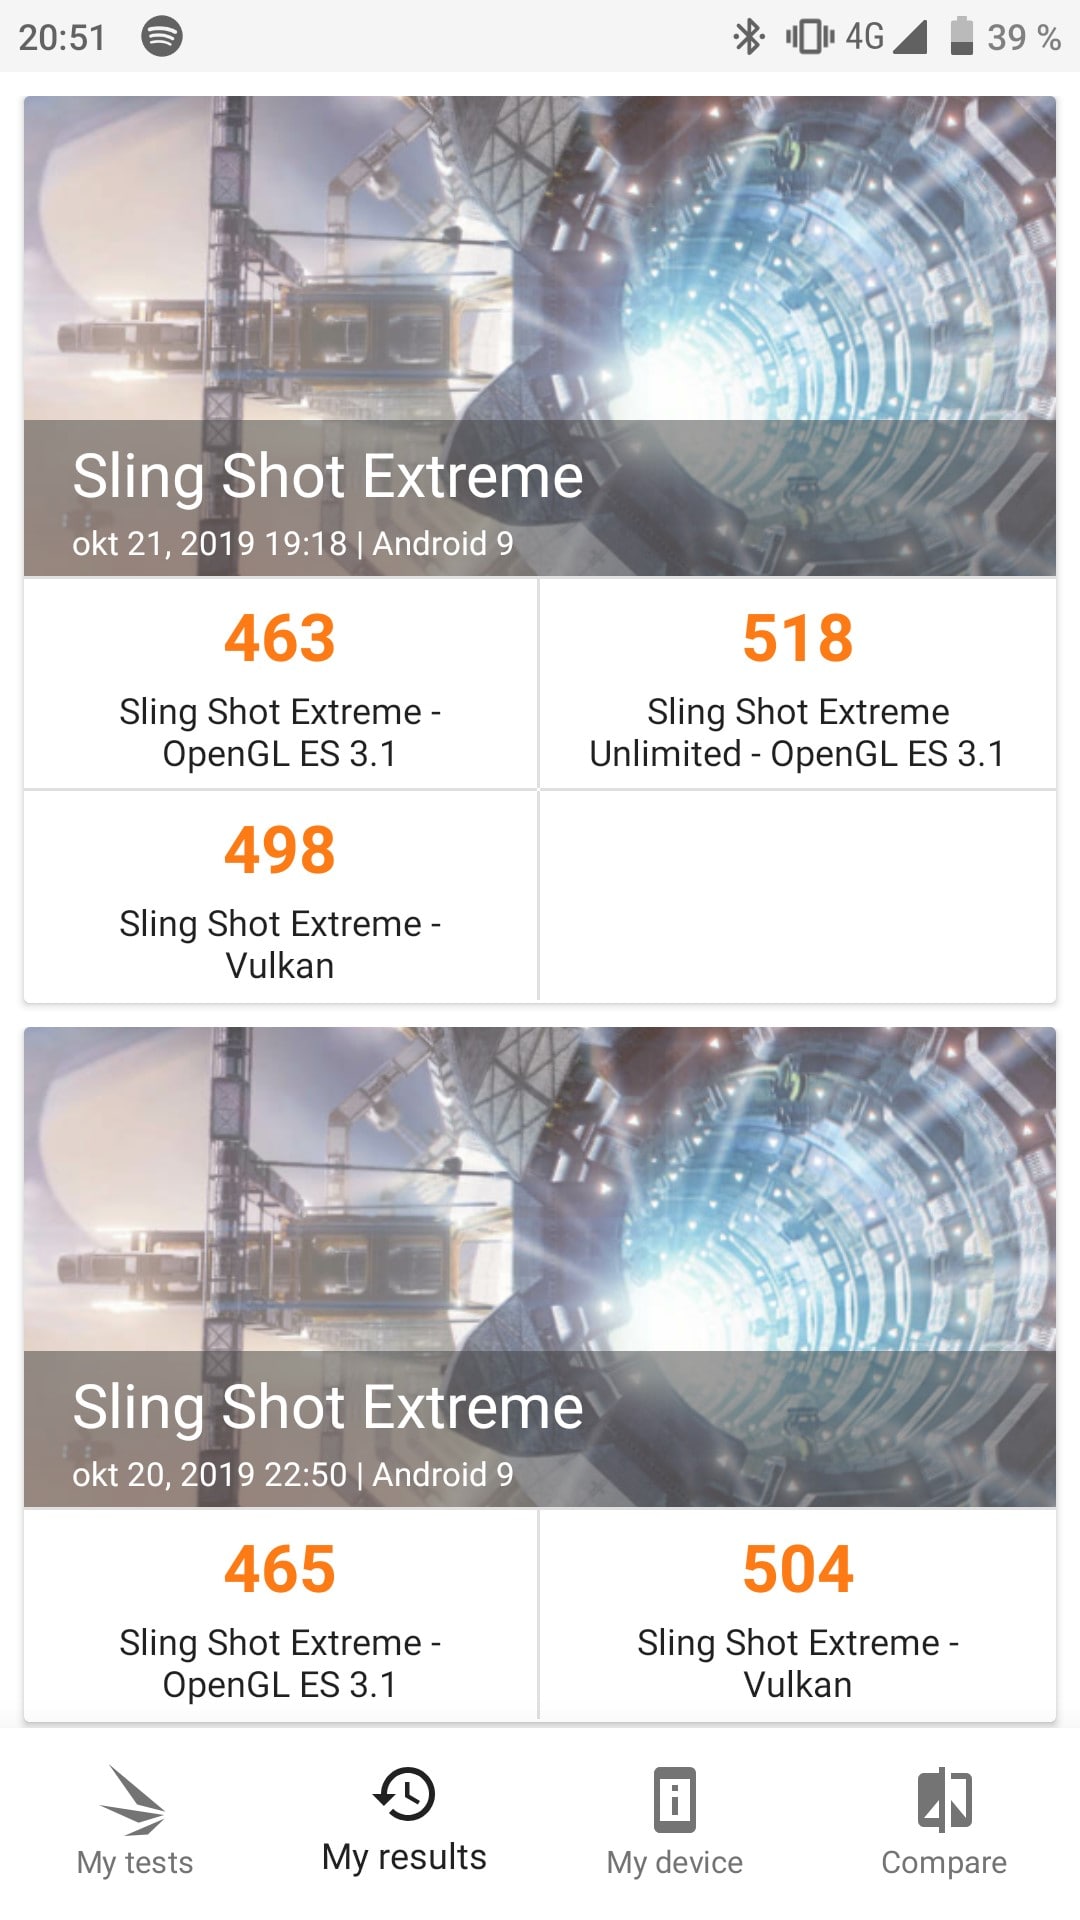 20:51 4G 39 %
Sling Shot Extreme
okt 21, 2019 19:18 | Android 9
463
Sling Shot Extreme -
OpenGL ES 3.1
518
Sling Shot Extreme
Unlimited - OpenGL ES 3.1
498
Sling Shot Extreme -
Vulkan
Sling Shot Extreme
okt 20, 2019 22:50 | Android 9
465
Sling Shot Extreme -
OpenGL ES 3.1
504
Sling Shot Extreme -
Vulkan
My tests
My results
My device
Compare